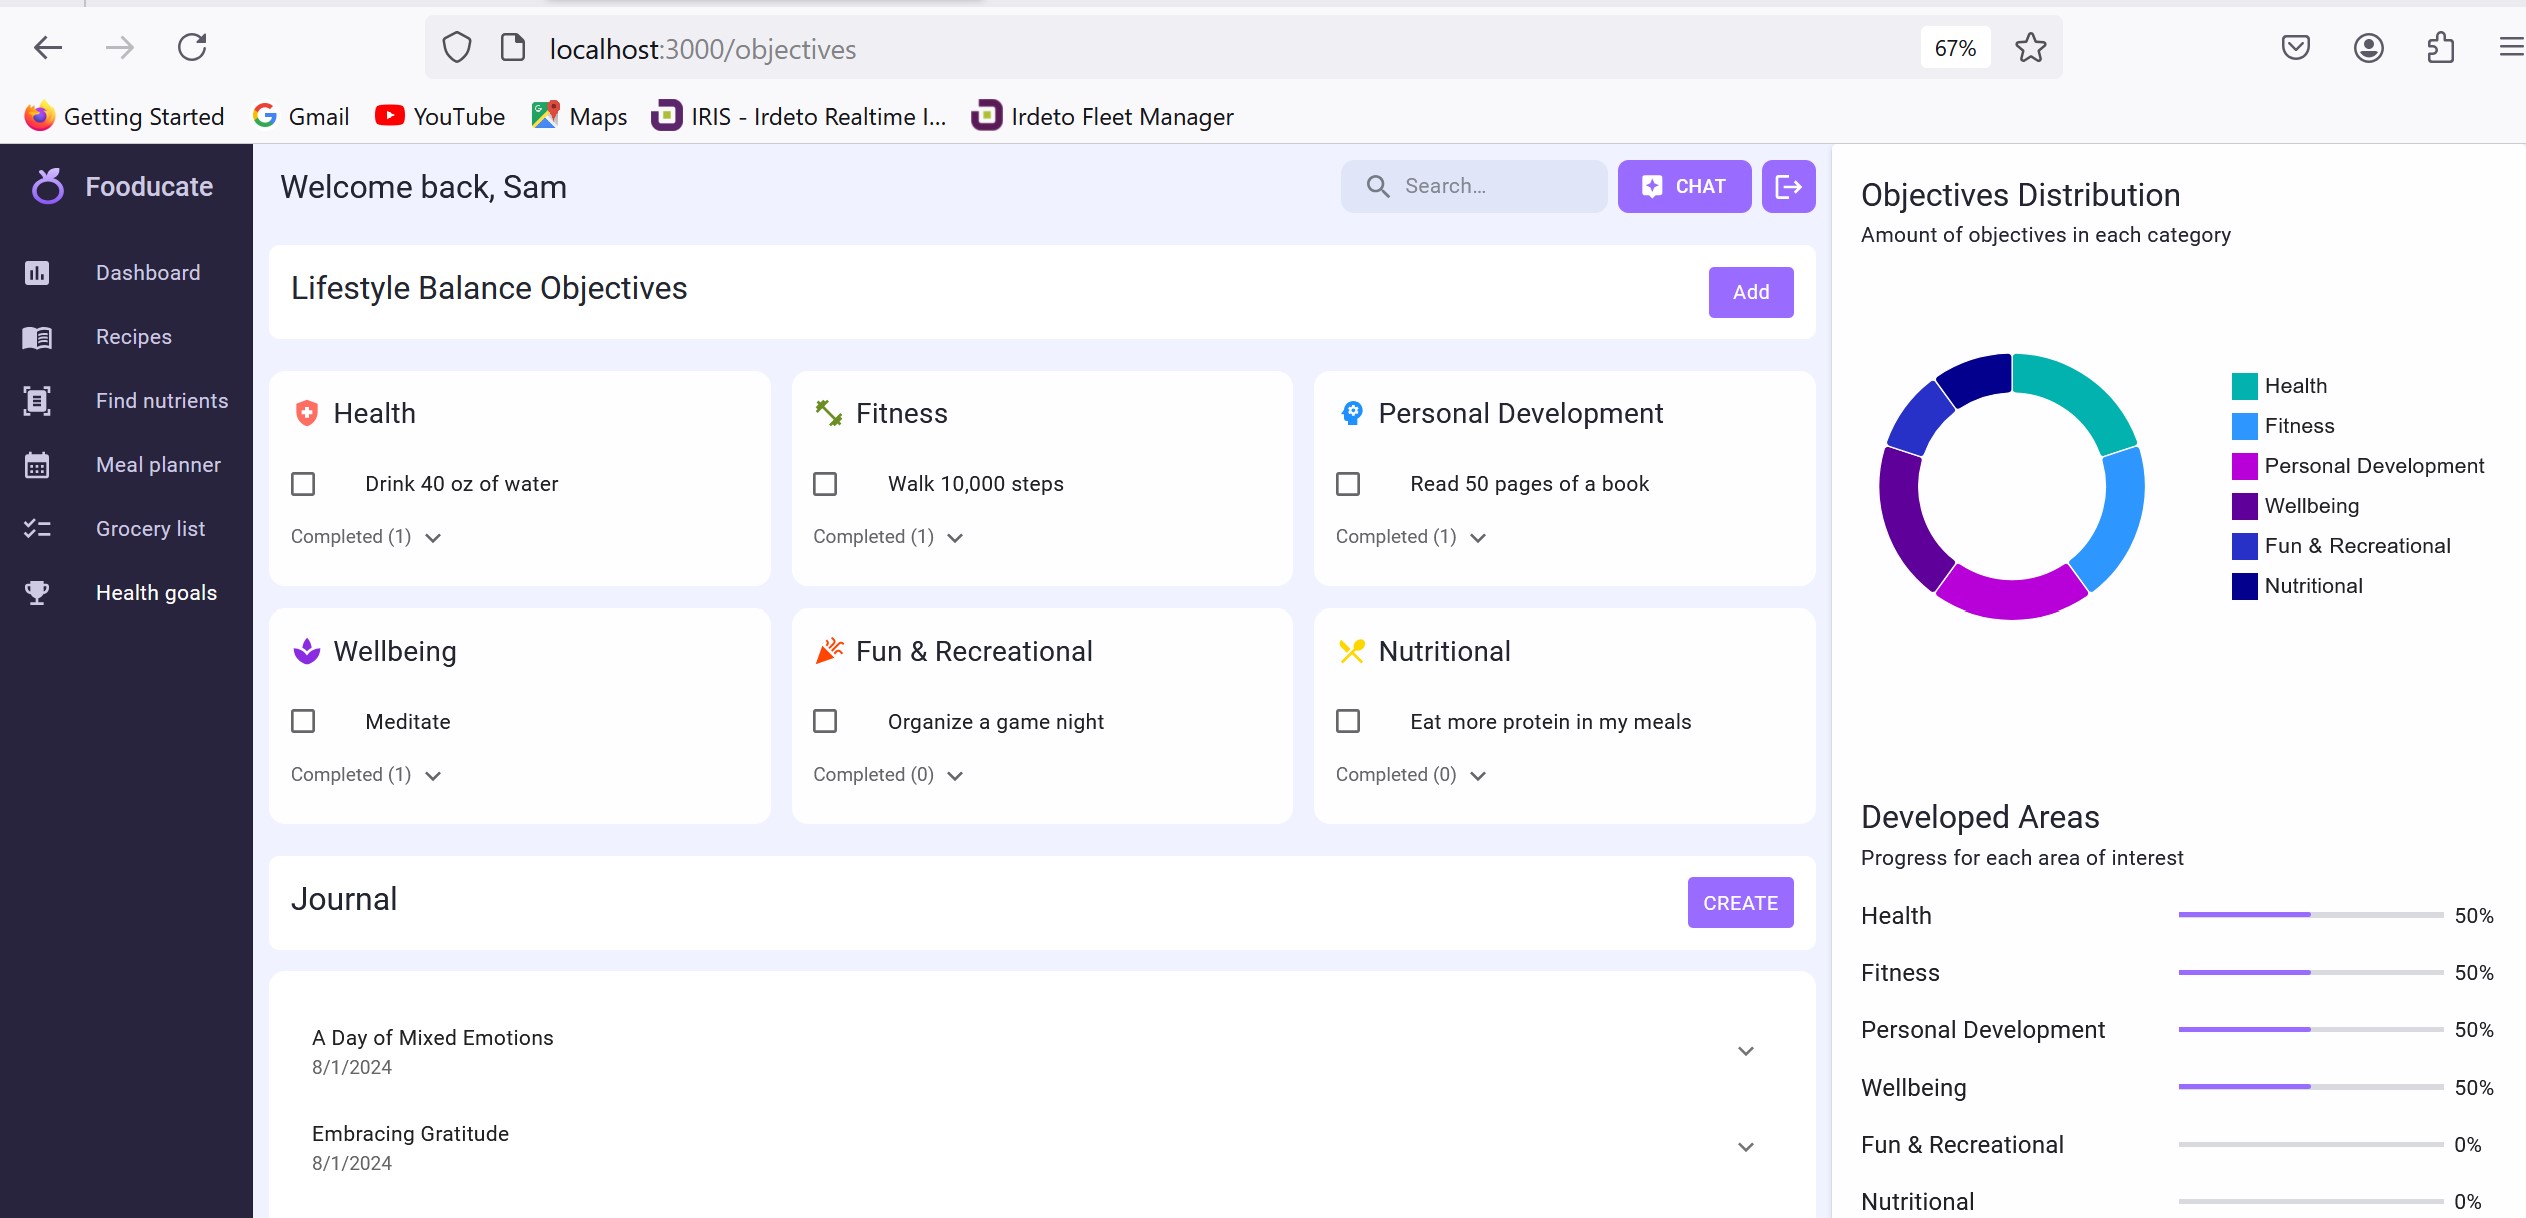 localhost:3000/objectives
67%
Getting Started
Gmail
YouTube
Maps
IRIS - Irdeto Realtime I...
Irdeto Fleet Manager
Fooducate
Dashboard
Recipes
Find nutrients
Meal planner
Grocery list
Health goals
Welcome back, Sam
Search...
CHAT
Lifestyle Balance Objectives
Add
Health
Drink 40 oz of water
Completed (1)
Fitness
Walk 10,000 steps
Completed (1)
Personal Development
Read 50 pages of a book
Completed (1)
Wellbeing
Meditate
Completed (1)
Fun & Recreational
Organize a game night
Completed (0)
Nutritional
Eat more protein in my meals
Completed (0)
Journal
CREATE
A Day of Mixed Emotions
8/1/2024
Embracing Gratitude
8/1/2024
Objectives Distribution
Amount of objectives in each category
Health
Fitness
Personal Development
Wellbeing
Fun & Recreational
Nutritional
Developed Areas
Progress for each area of interest
Health 50%
Fitness 50%
Personal Development 50%
Wellbeing 50%
Fun & Recreational 0%
Nutritional 0%